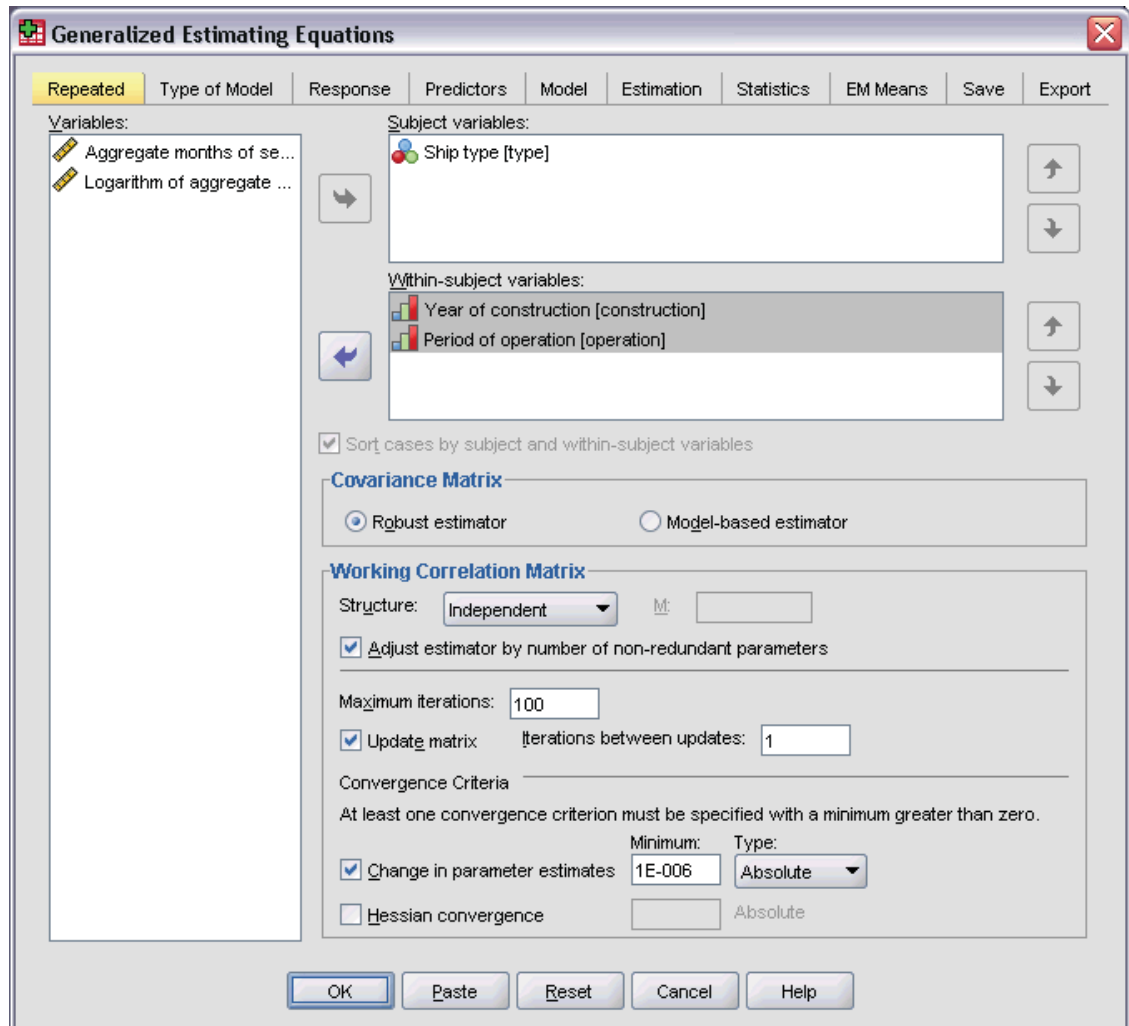 Generalized Estimating Equations
Repeated Type of Model Response Predictors Model Estimation Statistics EM Means Save Export
Variables:
Aggregate months of se...
Logarithm of aggregate ...
Subject variables:
Ship type [type]
Within-subject variables:
Year of construction [construction]
Period of operation [operation]
Sort cases by subject and within-subject variables
Covariance Matrix
Robust estimator Model-based estimator
Working Correlation Matrix
Structure: Independent M:
Adjust estimator by number of non-redundant parameters
Maximum iterations: 100
Update matrix Iterations between updates: 1
Convergence Criteria
At least one convergence criterion must be specified with a minimum greater than zero.
Minimum: Type:
Change in parameter estimates 1E-006 Absolute
Hessian convergence Absolute
OK Paste Reset Cancel Help